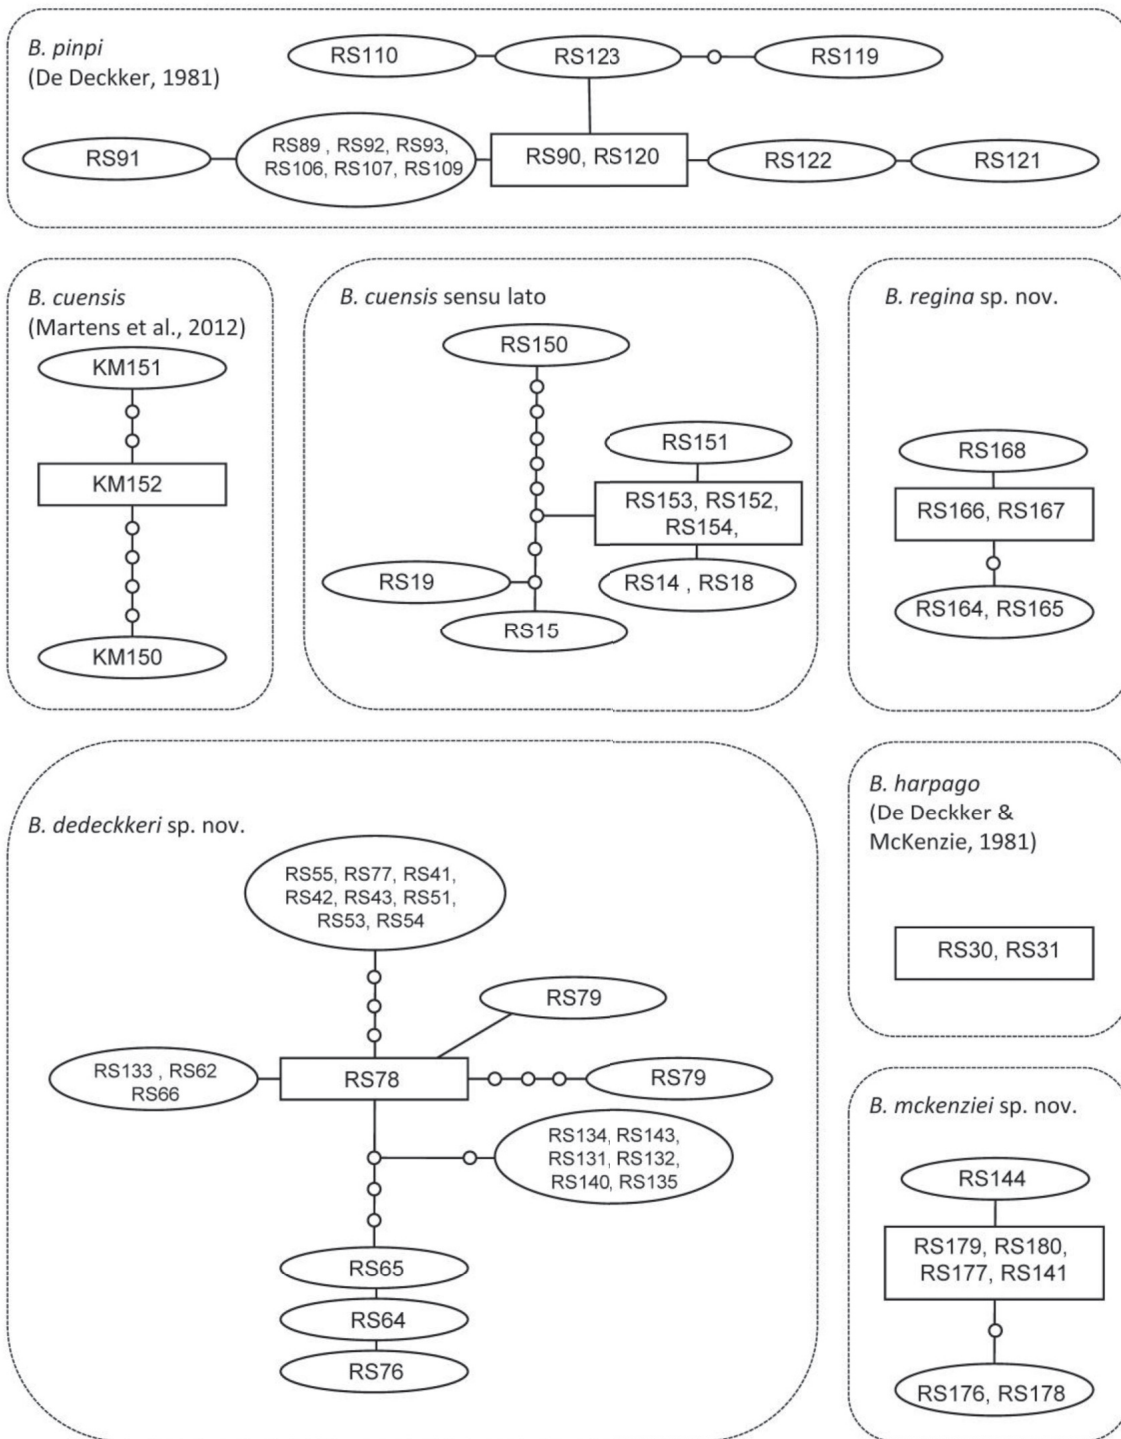 B. pinpi
(De Deckker, 1981)
RS110
RS123
RS119
RS91
RS89 , RS92, RS93,
RS106, RS107, RS109
RS90, RS120
RS122
RS121
B. cuensis
(Martens et al., 2012)
KM151
KM152
KM150
B. cuensis sensu lato
RS150
RS151
RS153, RS152,
RS154,
RS19
RS14 , RS18
RS15
B. regina sp. nov.
RS168
RS166, RS167
RS164, RS165
B. dedeckkeri sp. nov.
RS55, RS77, RS41,
RS42, RS43, RS51,
RS53, RS54
RS79
RS133 , RS62
RS66
RS78
RS79
RS134, RS143,
RS131, RS132,
RS140, RS135
RS65
RS64
RS76
B. harpago
(De Deckker &
McKenzie, 1981)
RS30, RS31
B. mckenziei sp. nov.
RS144
RS179, RS180,
RS177, RS141
RS176, RS178